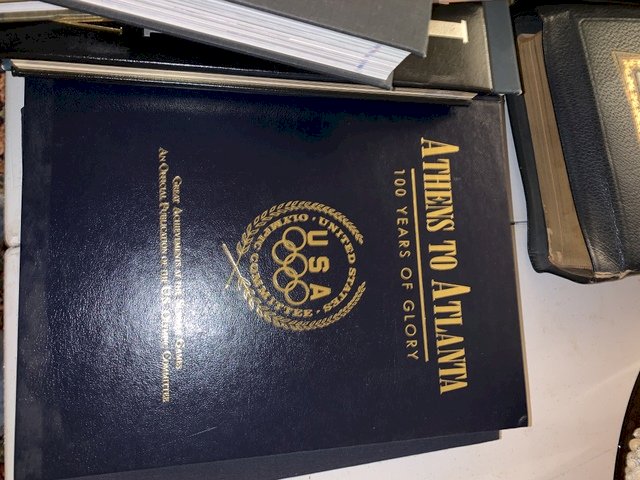 ATHENS TO ATLANTA
100 YEARS OF GLORY
UNITED STATES OLYMPIC COMMITTEE
USA
GREAT ACHIEVEMENTS AT THE SUMMER GAMES
AN OFFICIAL PUBLICATION OF THE U.S. OLYMPIC COMMITTEE